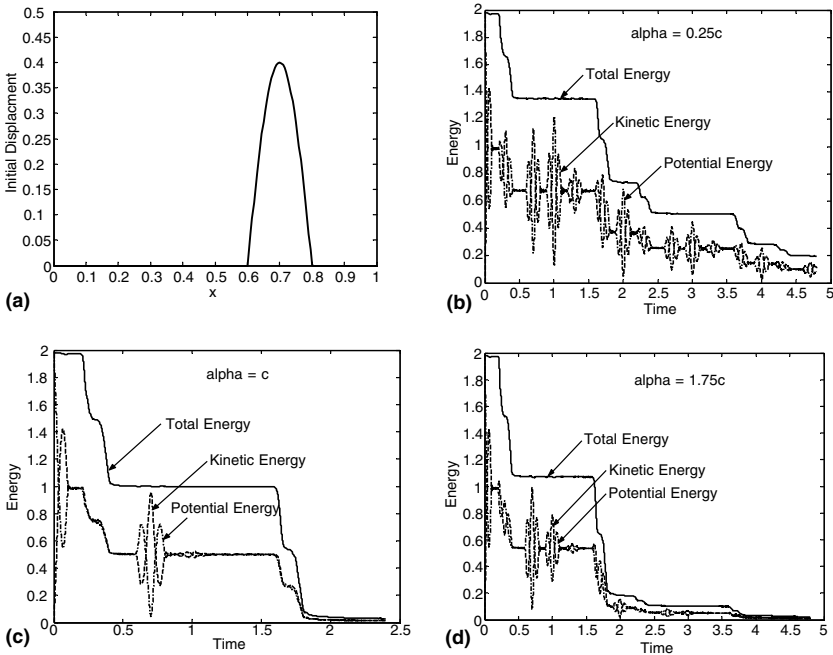 0.5
0.45
0.4
0.35
0.3
0.25
0.2
0.15
0.1
0.05
0
Initial Displacment
0 0.1 0.2 0.3 0.4 0.5 0.6 0.7 0.8 0.9 1
x
(a)
2
1.8
1.6
1.4
1.2
1
0.8
0.6
0.4
0.2
0
Energy
alpha = 0.25c
Total Energy
Kinetic Energy
Potential Energy
0 0.5 1 1.5 2 2.5 3 3.5 4 4.5 5
Time
(b)
2
1.8
1.6
1.4
1.2
1
0.8
0.6
0.4
0.2
0
Energy
alpha = c
Total Energy
Kinetic Energy
Potential Energy
0 0.5 1 1.5 2 2.5
Time
(c)
2
1.8
1.6
1.4
1.2
1
0.8
0.6
0.4
0.2
0
Energy
alpha = 1.75c
Total Energy
Kinetic Energy
Potential Energy
0 0.5 1 1.5 2 2.5 3 3.5 4 4.5 5
Time
(d)